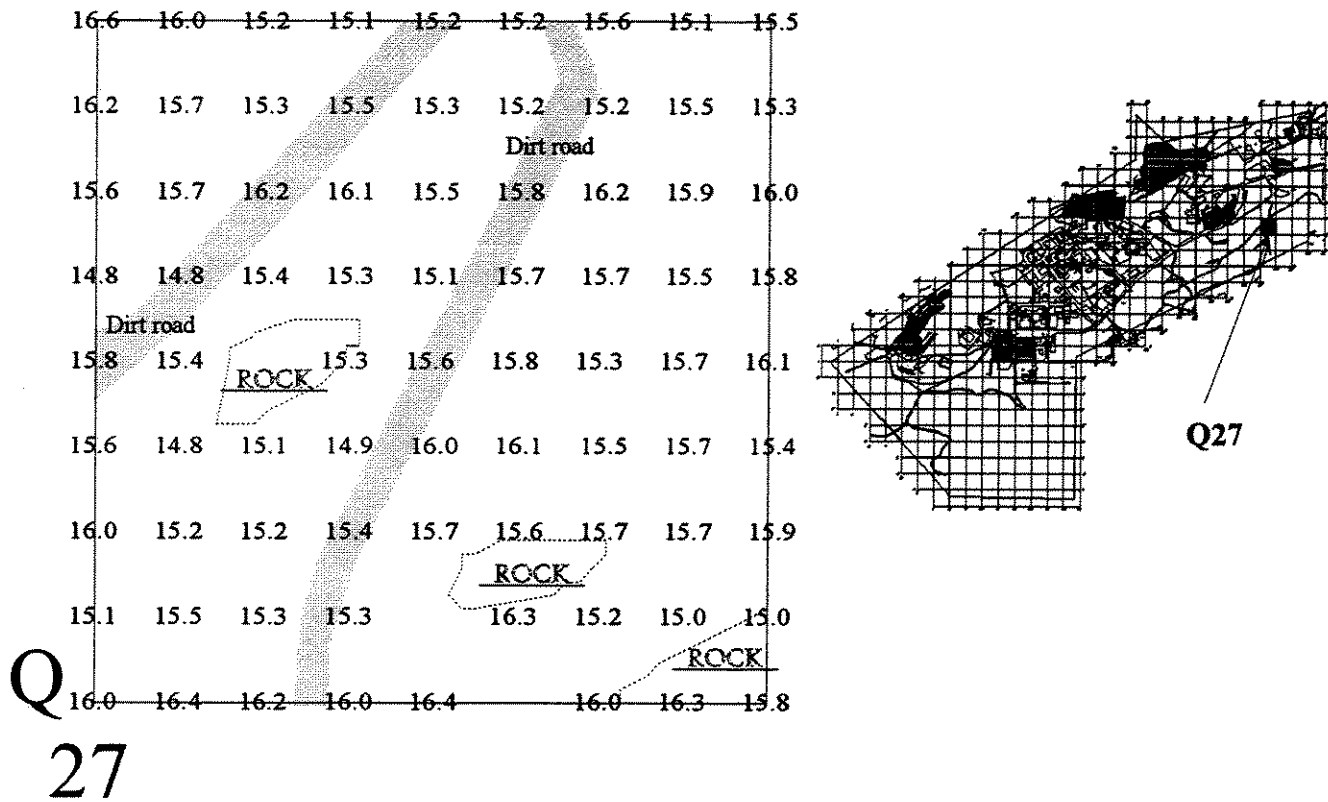 16.6 16.0 15.2 15.1 15.2 15.2 15.6 15.1 15.5
16.2 15.7 15.3 15.5 15.3 15.2 15.2 15.5 15.3
Dirt road
15.6 15.7 16.2 16.1 15.5 15.8 16.2 15.9 16.0
14.8 14.8 15.4 15.3 15.1 15.7 15.7 15.5 15.8
Dirt road
15.8 15.4 15.3 15.6 15.8 15.3 15.7 16.1
ROCK
15.6 14.8 15.1 14.9 16.0 16.1 15.5 15.7 15.4
16.0 15.2 15.2 15.4 15.7 15.6 15.7 15.7 15.9
ROCK
15.1 15.5 15.3 15.3 16.3 15.2 15.0 15.0
ROCK
Q
16.0 16.4 16.2 16.0 16.4 16.0 16.3 15.8
27
Q27